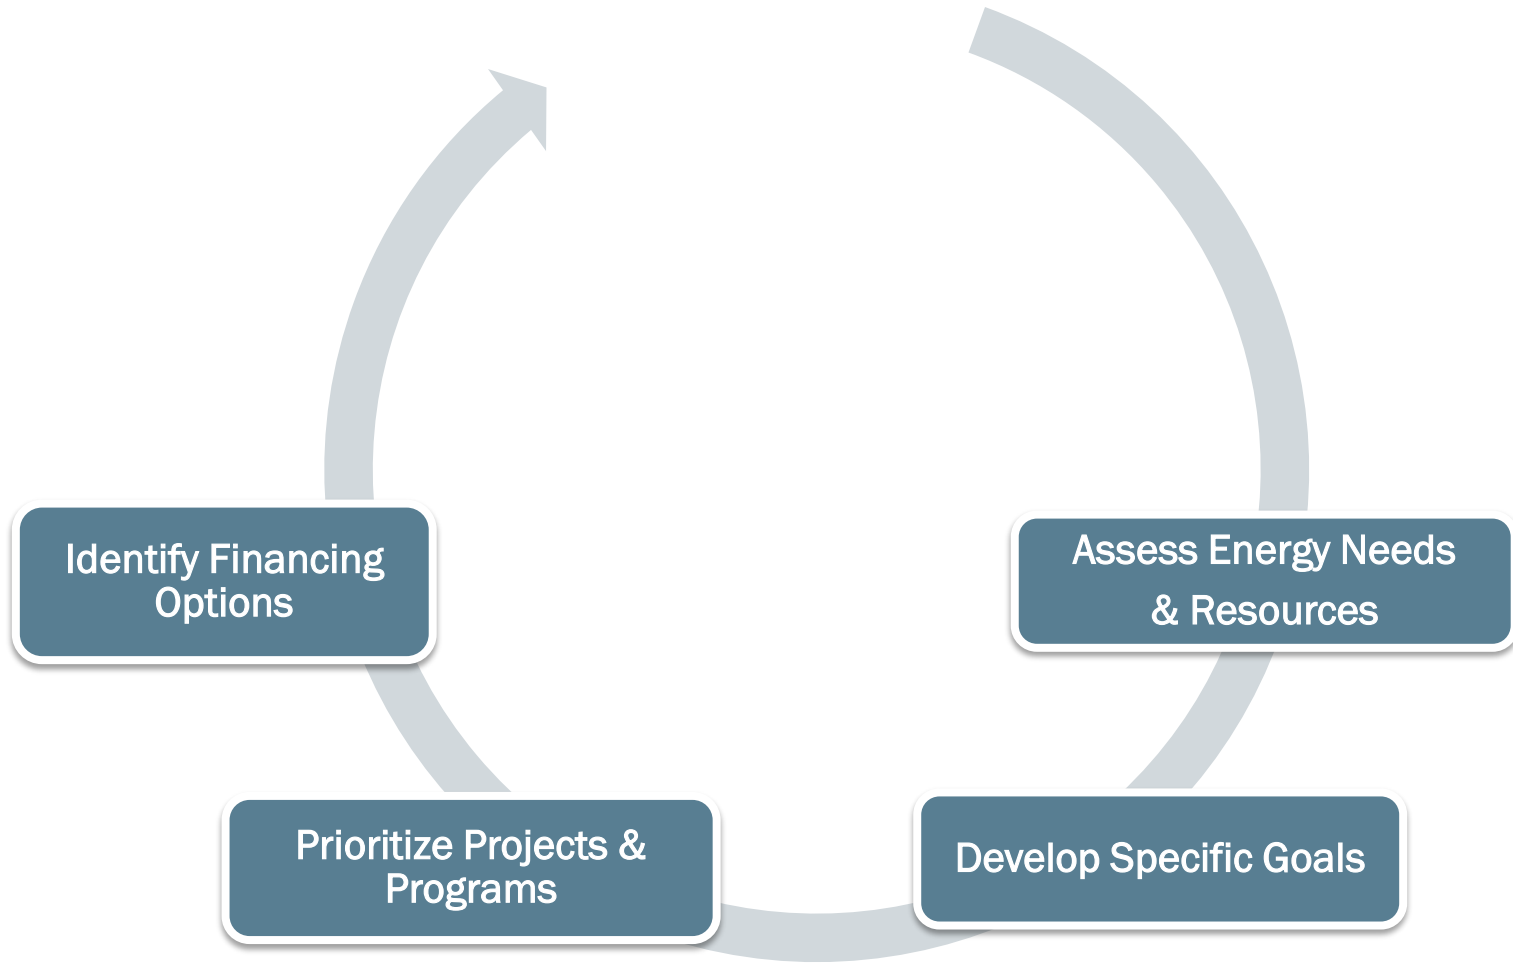 Identify Financing
Options
Assess Energy Needs
& Resources
Prioritize Projects &
Programs
Develop Specific Goals